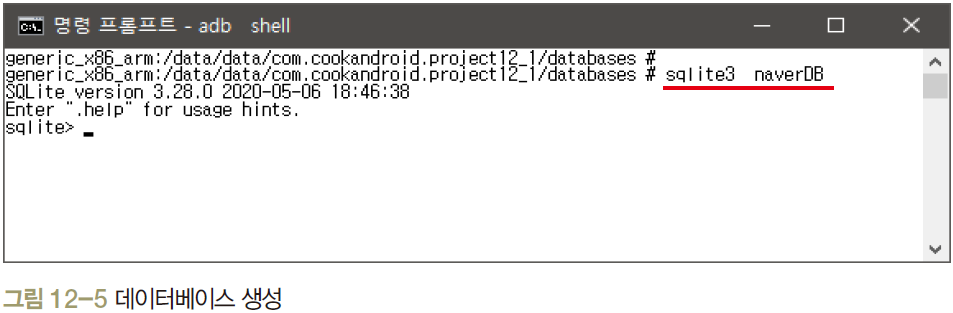 명령 프롬프트 - adb shell
generic_x86_arm:/data/data/com.cookandroid.project12_1/databases #
generic_x86_arm:/data/data/com.cookandroid.project12_1/databases # sqlite3 naverDB
SQLite version 3.28.0 2020-05-06 18:46:38
Enter ".help" for usage hints.
sqlite>
그림 12-5 데이터베이스 생성